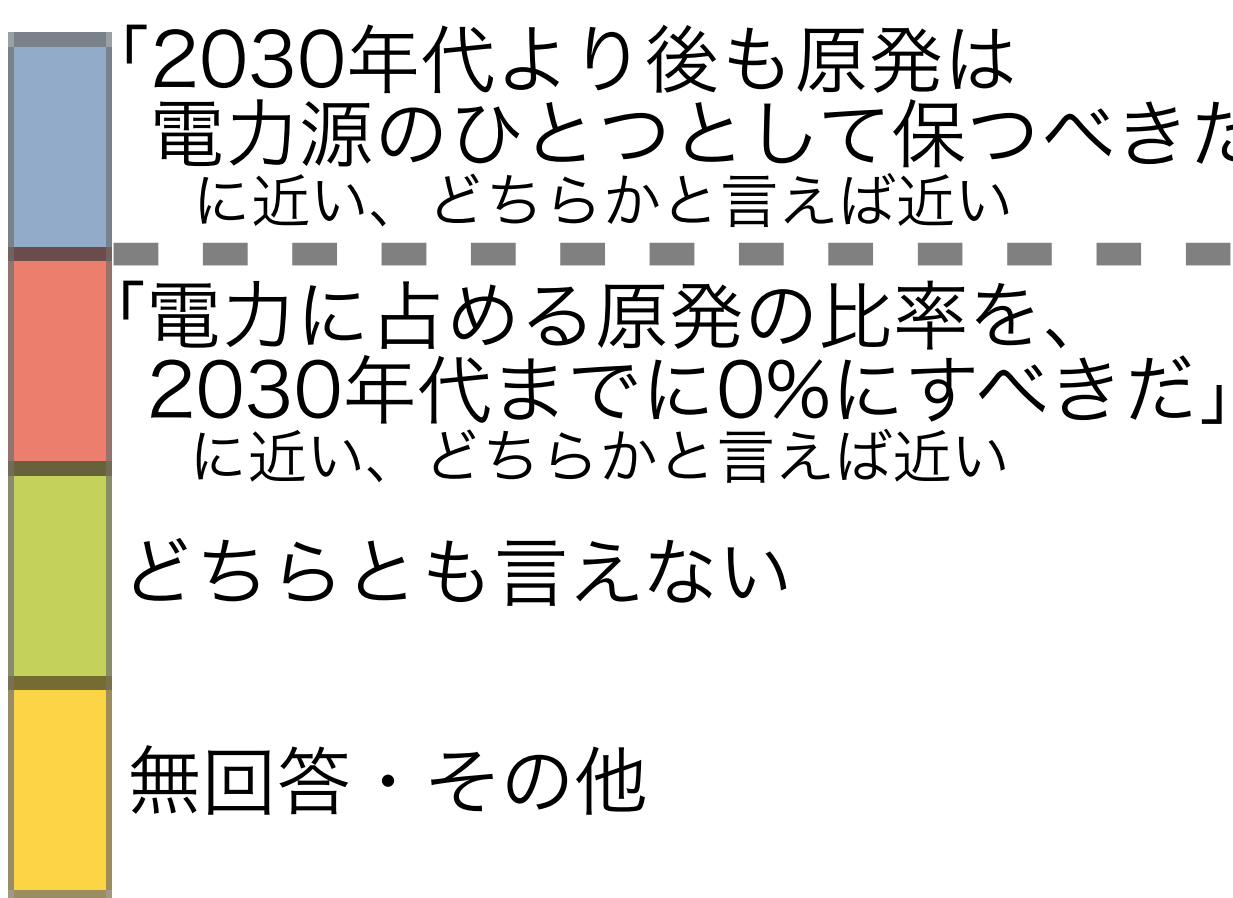 「2030年代より後も原発は
電力源のひとつとして保つべきだ
に近い、どちらかと言えば近い
「電力に占める原発の比率を、
2030年代までに0%にすべきだ」
に近い、どちらかと言えば近い
どちらとも言えない
無回答・その他